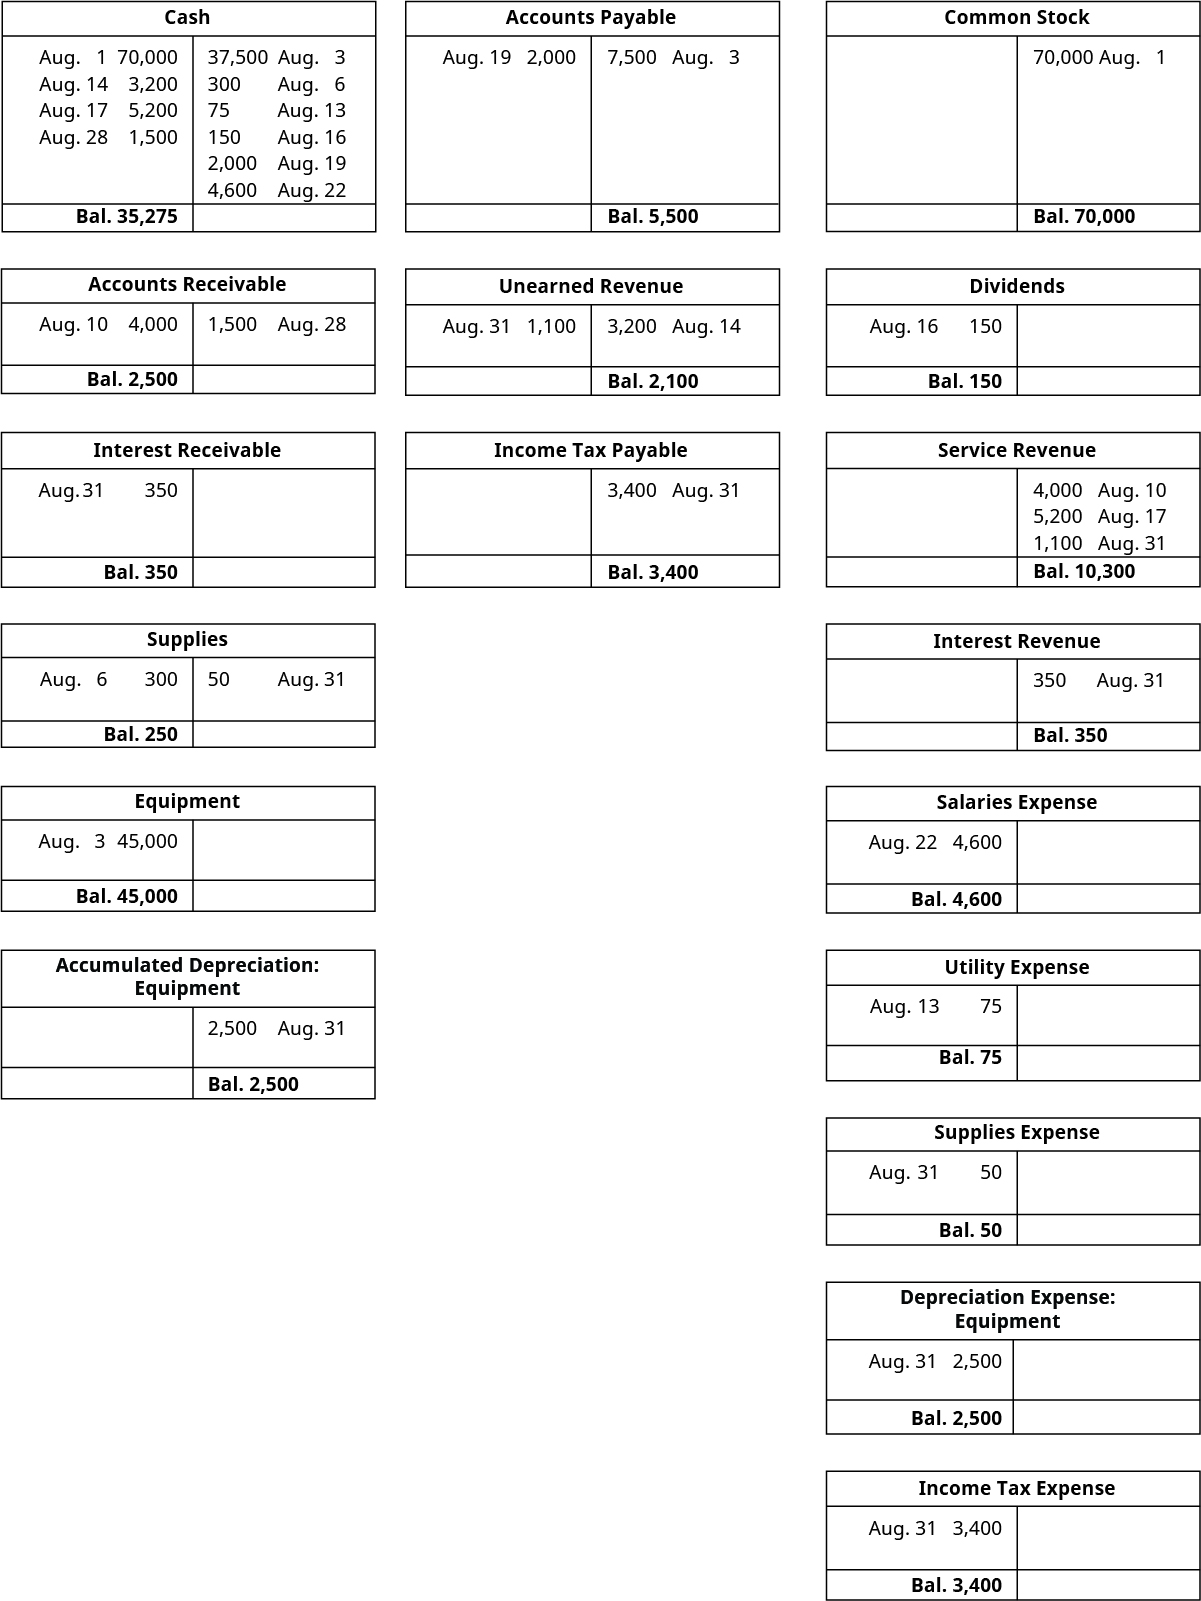 Cash
Aug. 1 70,000 37,500 Aug. 3
Aug. 14 3,200 300 Aug. 6
Aug. 17 5,200 75 Aug. 13
Aug. 28 1,500 150 Aug. 16
2,000 Aug. 19
4,600 Aug. 22
Bal. 35,275
Accounts Payable
Aug. 19 2,000 7,500 Aug. 3
Bal. 5,500
Common Stock
70,000 Aug. 1
Bal. 70,000
Accounts Receivable
Aug. 10 4,000 1,500 Aug. 28
Bal. 2,500
Unearned Revenue
Aug. 31 1,100 3,200 Aug. 14
Bal. 2,100
Dividends
Aug. 16 150
Bal. 150
Interest Receivable
Aug. 31 350
Bal. 350
Income Tax Payable
3,400 Aug. 31
Bal. 3,400
Service Revenue
4,000 Aug. 10
5,200 Aug. 17
1,100 Aug. 31
Bal. 10,300
Supplies
Aug. 6 300 50 Aug. 31
Bal. 250
Interest Revenue
350 Aug. 31
Bal. 350
Equipment
Aug. 3 45,000
Bal. 45,000
Salaries Expense
Aug. 22 4,600
Bal. 4,600
Accumulated Depreciation:
Equipment
2,500 Aug. 31
Bal. 2,500
Utility Expense
Aug. 13 75
Bal. 75
Supplies Expense
Aug. 31 50
Bal. 50
Depreciation Expense:
Equipment
Aug. 31 2,500
Bal. 2,500
Income Tax Expense
Aug. 31 3,400
Bal. 3,400